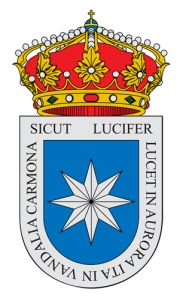 SICUT LUCIFER
LUCET IN AURORA ITA IN VANDALIA CARMONA